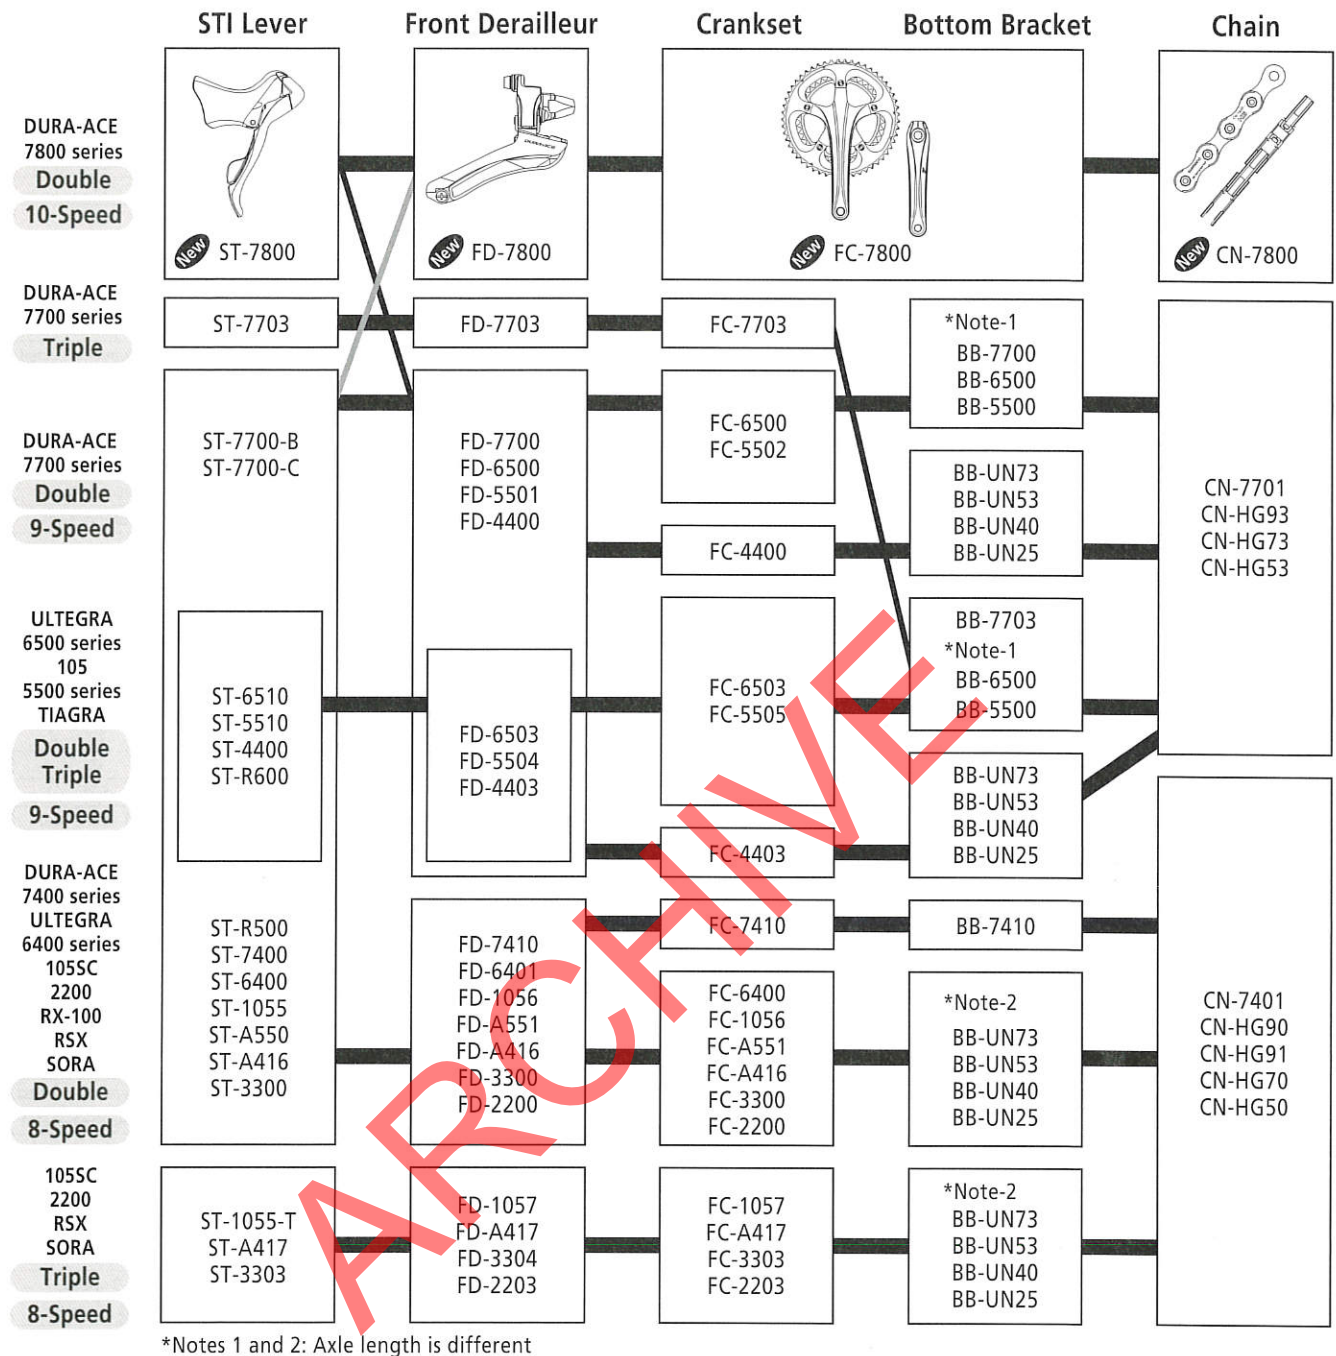 STI Lever
Front Derailleur
Crankset
Bottom Bracket
Chain
DURA-ACE
7800 series
Double
10-Speed
New ST-7800
DURA-ACE
New FD-7800
New FC-7800
New CN-7800
DURA-ACE
7700 series
Triple
ST-7703
FD-7703
FC-7703
*Note-1
BB-7700
BB-6500
BB-5500
DURA-ACE
7700 series
Double
9-Speed
ST-7700-B
ST-7700-C
FD-7700
FD-6500
FD-5501
FD-4400
FC-6500
FC-5502
FC-4400
BB-UN73
BB-UN53
BB-UN40
BB-UN25
CN-7701
CN-HG93
CN-HG73
CN-HG53
ULTEGRA
6500 series
105
5500 series
TIAGRA
Double
Triple
9-Speed
ST-6510
ST-5510
ST-4400
ST-R600
FD-6503
FD-5504
FD-4403
FC-6503
FC-5505
FC-4403
BB-7703
*Note-1
BB-6500
BB-5500
BB-UN73
BB-UN53
BB-UN40
BB-UN25
DURA-ACE
7400 series
ULTEGRA
6400 series
105SC
2200
RX-100
RSX
SORA
Double
8-Speed
ST-R500
ST-7400
ST-6400
ST-1055
ST-A550
ST-A416
ST-3300
FD-7410
FD-6401
FD-1056
FD-A551
FD-A416
FD-3300
FD-2200
FC-7410
FC-6400
FC-1056
FC-A551
FC-A416
FC-3300
FC-2200
BB-7410
*Note-2
BB-UN73
BB-UN53
BB-UN40
BB-UN25
CN-7401
CN-HG90
CN-HG91
CN-HG70
CN-HG50
105SC
2200
RSX
SORA
Triple
8-Speed
ST-1055-T
ST-A417
ST-3303
FD-1057
FD-A417
FD-3304
FD-2203
FC-1057
FC-A417
FC-3303
FC-2203
*Note-2
BB-UN73
BB-UN53
BB-UN40
BB-UN25
*Notes 1 and 2: Axle length is different
ARCHIVE